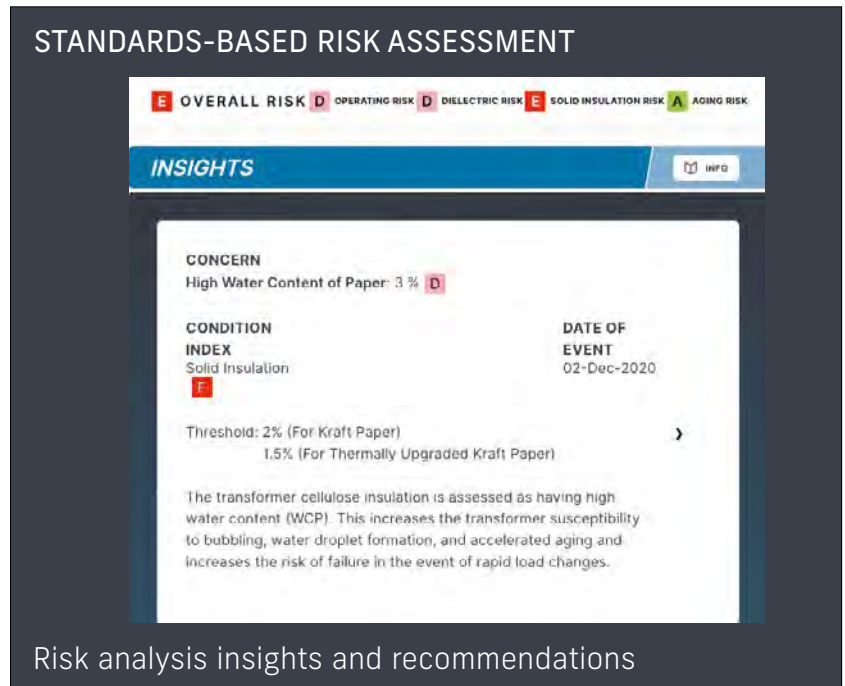 STANDARDS-BASED RISK ASSESSMENT
E OVERALL RISK D OPERATING RISK D DIELECTRIC RISK E SOLID INSULATION RISK A AGING RISK
INSIGHTS INFO
CONCERN
High Water Content of Paper: 3 % D
CONDITION DATE OF
INDEX EVENT
Solid Insulation 02-Dec-2020
E
Threshold: 2% (For Kraft Paper) ›
1.5% (For Thermally Upgraded Kraft Paper)
The transformer cellulose insulation is assessed as having high
water content (WCP). This increases the transformer susceptibility
to bubbling, water droplet formation, and accelerated aging and
increases the risk of failure in the event of rapid load changes.
Risk analysis insights and recommendations